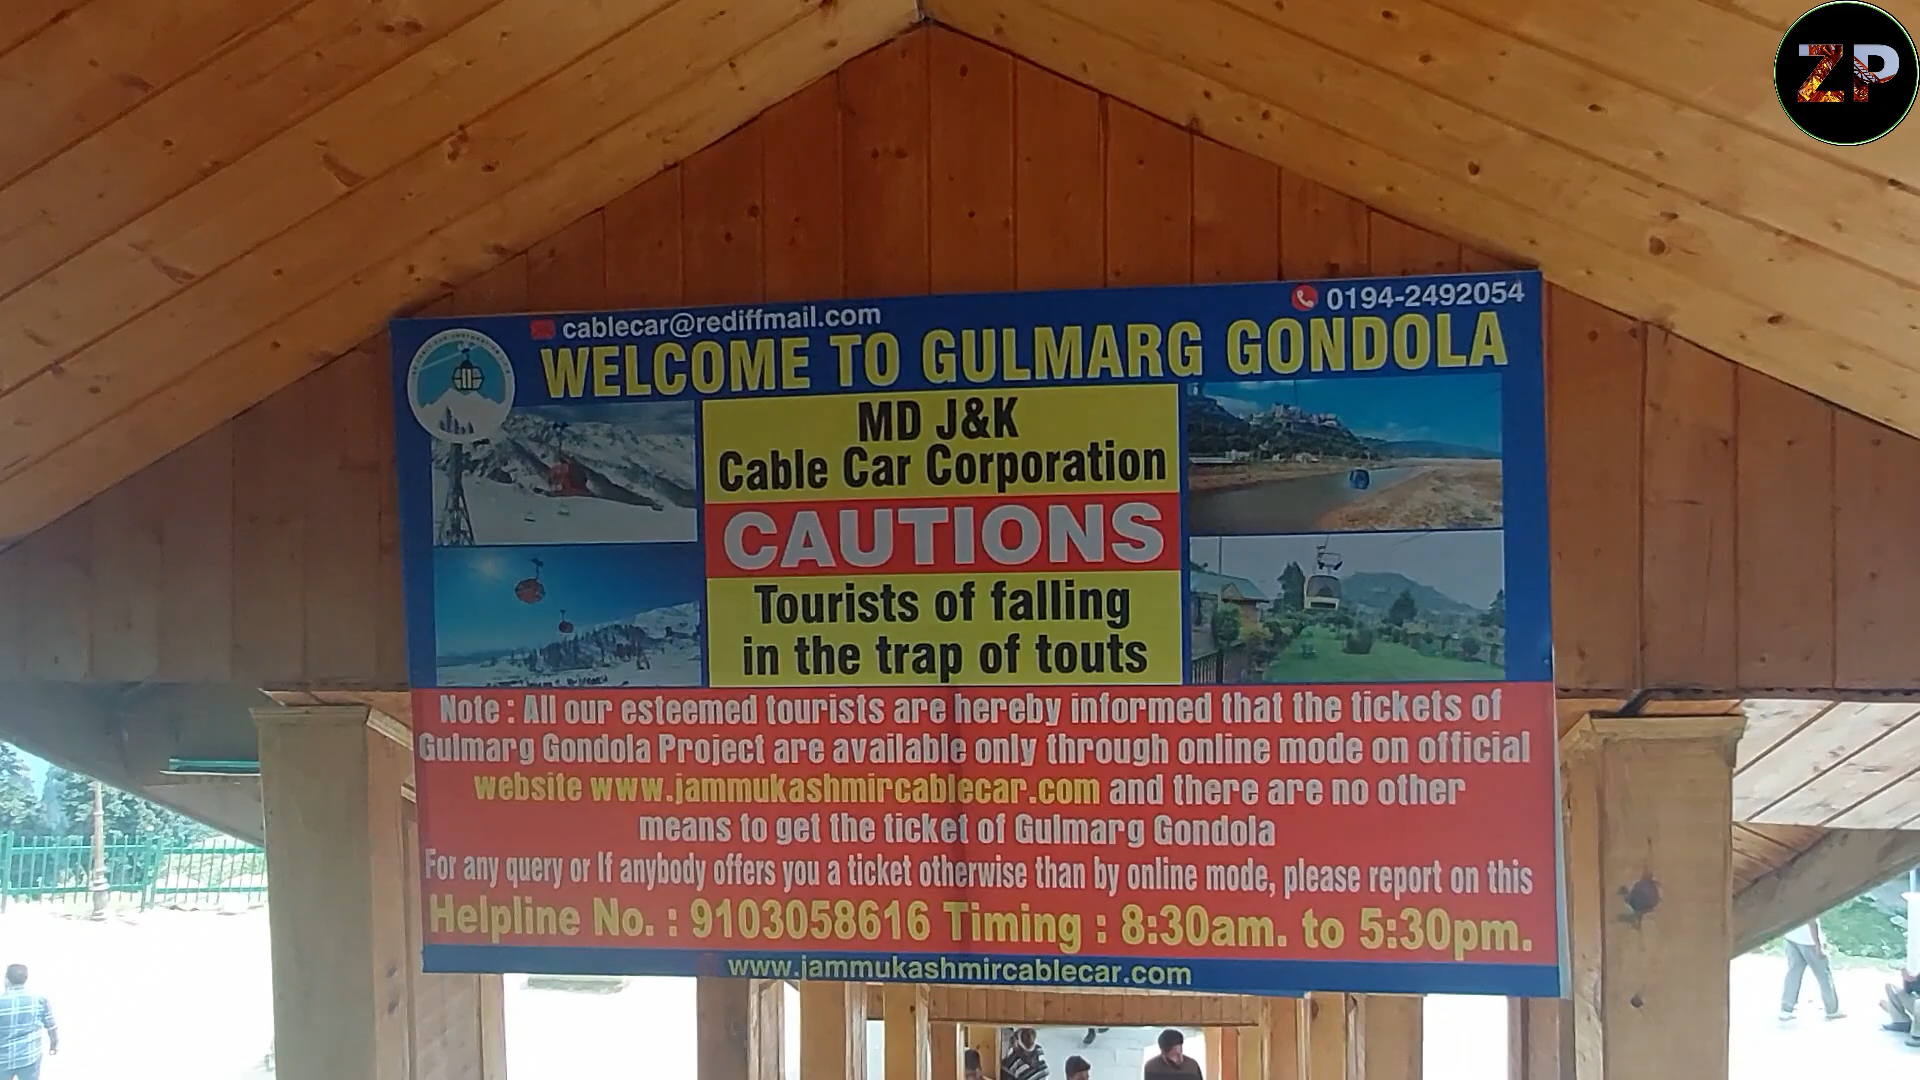 ZP
cablecar@rediffmail.com
0194-2492054
WELCOME TO GULMARG GONDOLA
MD J&K
Cable Car Corporation
CAUTIONS
Tourists of falling
in the trap of touts
Note : All our esteemed tourists are hereby informed that the tickets of
Gulmarg Gondola Project are available only through online mode on official
website www.jammukashmircablecar.com and there are no other
means to get the ticket of Gulmarg Gondola
For any query or If anybody offers you a ticket otherwise than by online mode, please report on this
Helpline No. : 9103058616 Timing : 8:30am. to 5:30pm.
www.jammukashmircablecar.com